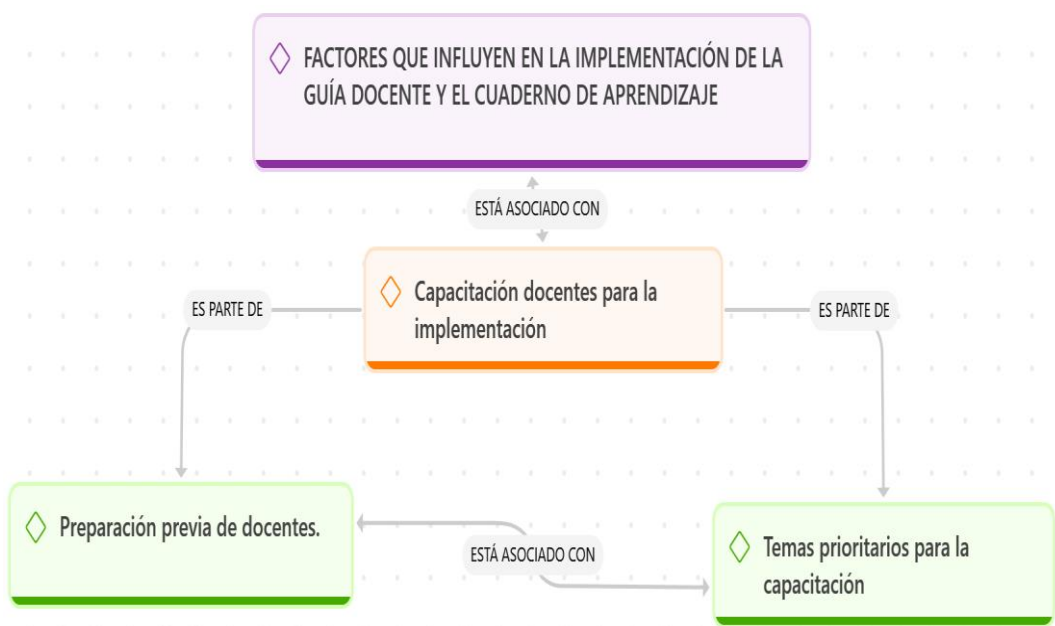 FACTORES QUE INFLUYEN EN LA IMPLEMENTACIÓN DE LA
GUÍA DOCENTE Y EL CUADERNO DE APRENDIZAJE
ESTÁ ASOCIADO CON
Capacitación docentes para la
implementación
ES PARTE DE
ES PARTE DE
Preparación previa de docentes.
ESTÁ ASOCIADO CON
Temas prioritarios para la
capacitación